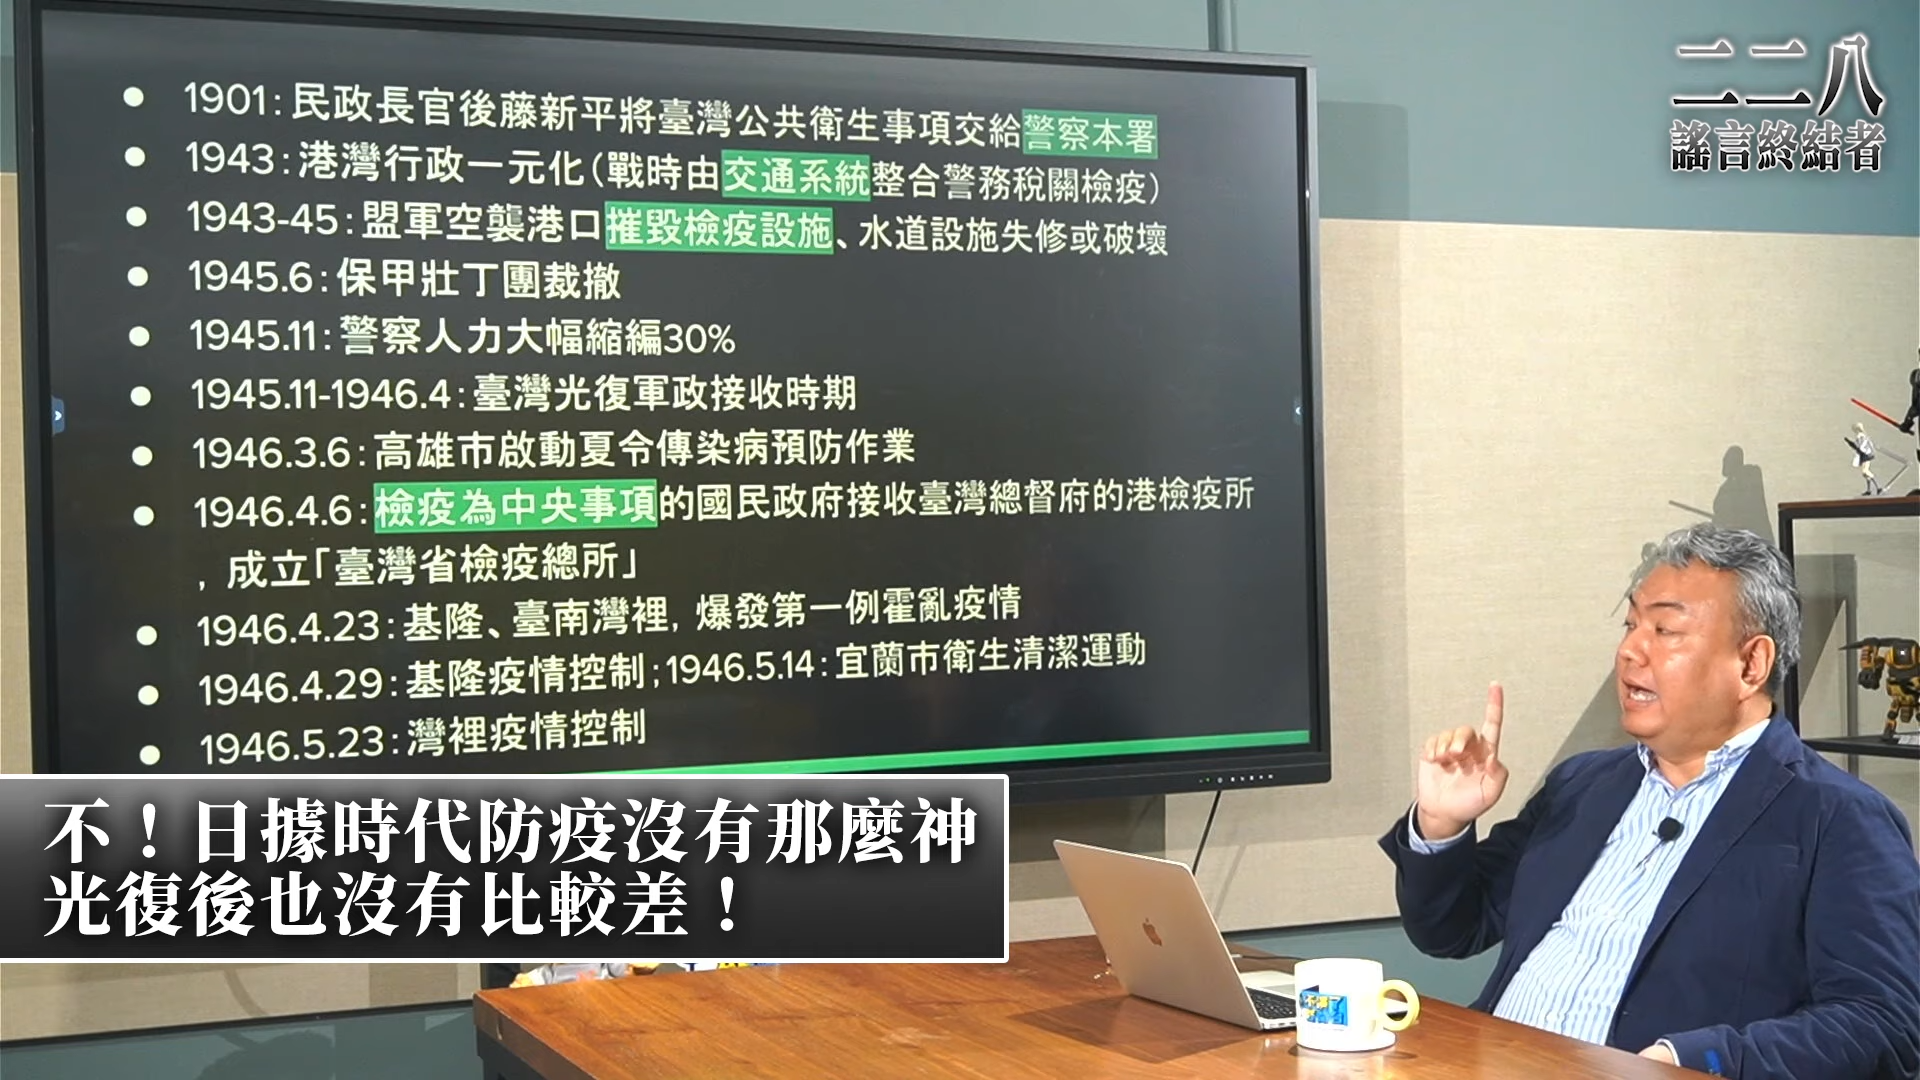 二二八
謠言終結者
● 1901：民政長官後藤新平將臺灣公共衛生事項交給警察本署
● 1943：港灣行政一元化（戰時由交通系統整合警務稅關檢疫）
● 1943-45：盟軍空襲港口摧毀檢疫設施、水道設施失修或破壞
● 1945.6：保甲壯丁團裁撤
● 1945.11：警察人力大幅縮編30%
● 1945.11-1946.4：臺灣光復軍政接收時期
● 1946.3.6：高雄市啟動夏令傳染病預防作業
● 1946.4.6：檢疫為中央事項的國民政府接收臺灣總督府的港檢疫所
，成立「臺灣省檢疫總所」
● 1946.4.23：基隆、臺南灣裡，爆發第一例霍亂疫情
● 1946.4.29：基隆疫情控制；1946.5.14：宜蘭市衛生清潔運動
● 1946.5.23：灣裡疫情控制
不！日據時代防疫沒有那麼神
光復後也沒有比較差！